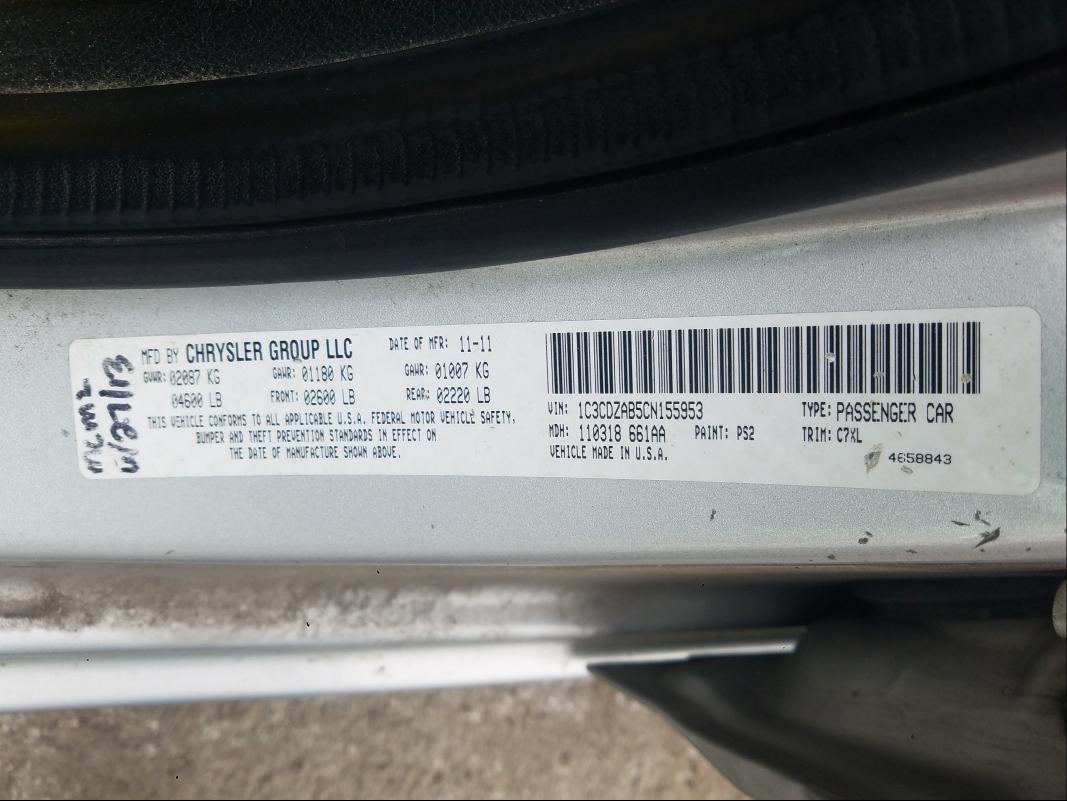 MFD BY CHRYSLER GROUP LLC DATE OF MFR: 11-11
GVWR: 02087 KG GAWR: 01180 KG GAWR: 01007 KG
04600 LB FRONT: 02600 LB REAR: 02220 LB
THIS VEHICLE CONFORMS TO ALL APPLICABLE U.S.A. FEDERAL MOTOR VEHICLE SAFETY,
BUMPER AND THEFT PREVENTION STANDARDS IN EFFECT ON
THE DATE OF MANUFACTURE SHOWN ABOVE.
VIN: 1C3CDZAB5CN155953 TYPE: PASSENGER CAR
MDH: 110318 661AA PAINT: PS2 TRIM: C7XL
VEHICLE MADE IN U.S.A. 4658843